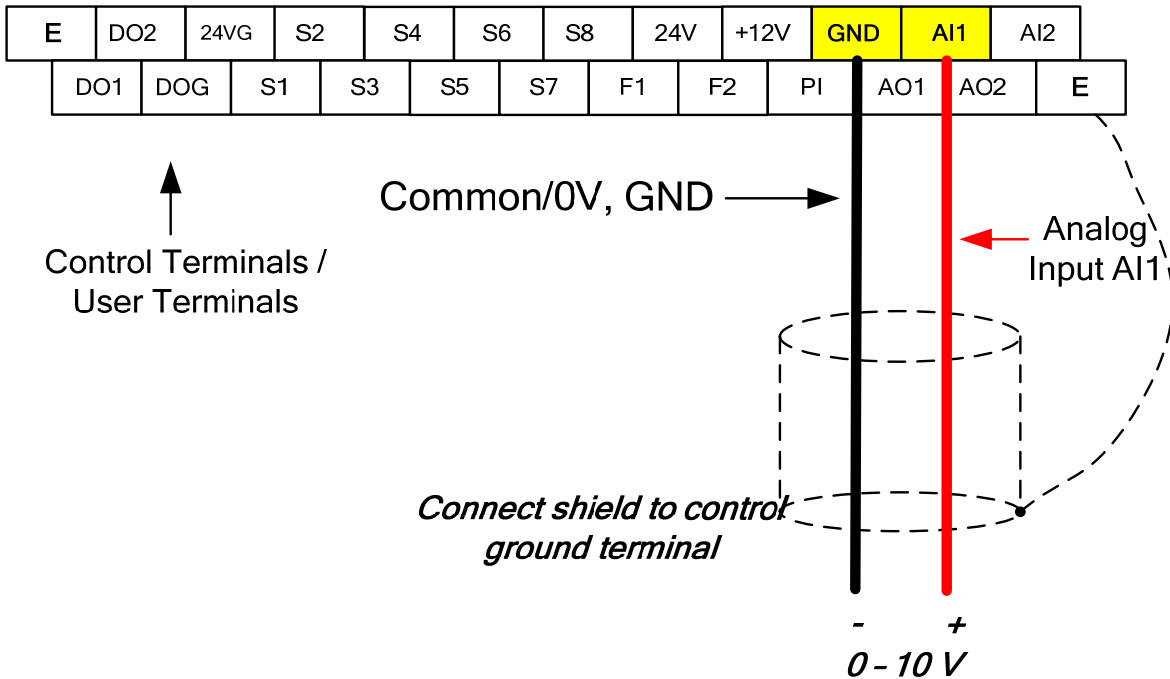 E DO2 24VG S2 S4 S6 S8 24V +12V GND AI1 AI2
DO1 DOG S1 S3 S5 S7 F1 F2 PI AO1 AO2 E
Common/0V, GND
Analog
Input AI1
Control Terminals /
User Terminals
Connect shield to control
ground terminal
- +
0 – 10 V